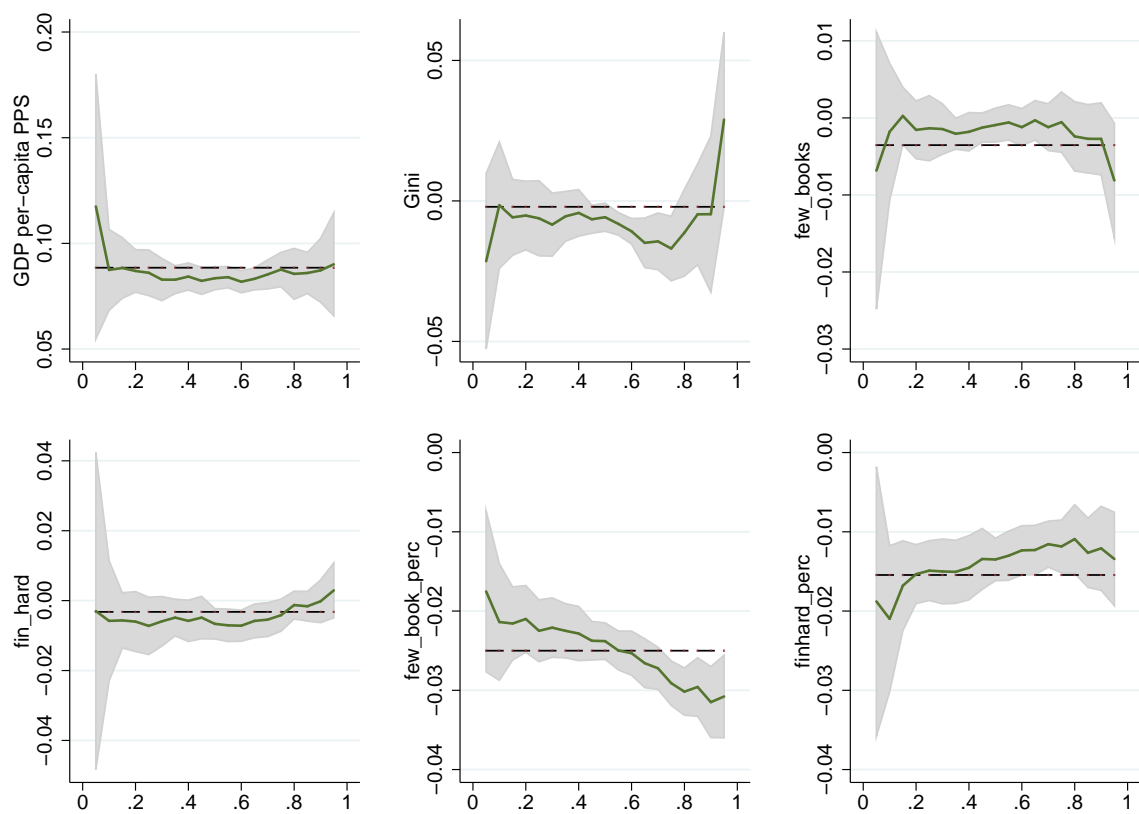 GDP per-capita PPS
0.20
0.15
0.10
0.05
0 .2 .4 .6 .8 1
Gini
0.05
0.00
−0.05
0 .2 .4 .6 .8 1
few_books
0.01
0.00
−0.01
−0.02
−0.03
0 .2 .4 .6 .8 1
fin_hard
0.04
0.02
0.00
−0.02
−0.04
0 .2 .4 .6 .8 1
few_book_perc
0.00
−0.01
−0.02
−0.03
−0.04
0 .2 .4 .6 .8 1
finhard_perc
0.00
−0.01
−0.02
−0.03
−0.04
0 .2 .4 .6 .8 1